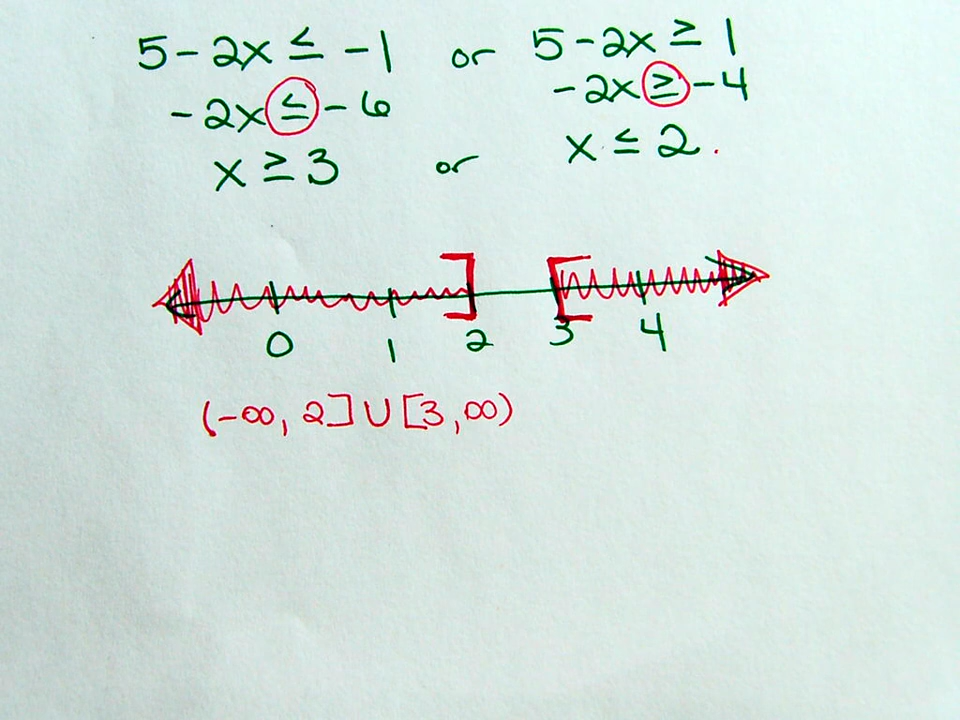 5 - 2x ≤ -1 or 5 - 2x ≥ 1
-2x ≤ -6 -2x ≥ -4
x ≥ 3 or x ≤ 2.
0 1 2 3 4
(-∞, 2] ∪ [3, ∞)